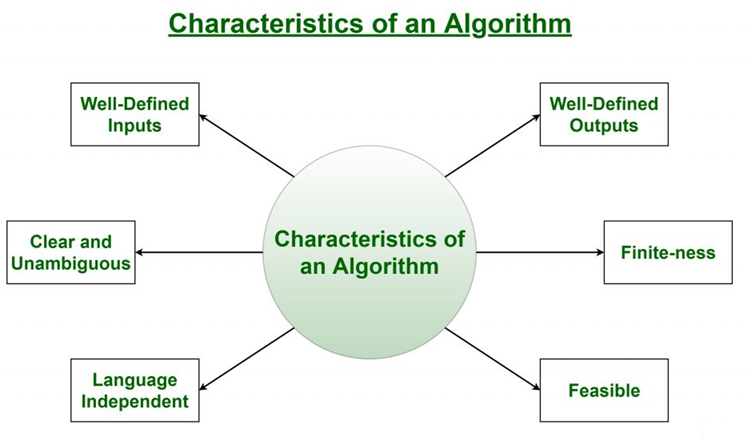 Characteristics of an Algorithm
Well-Defined
Inputs
Well-Defined
Outputs
Clear and
Unambiguous
Characteristics of
an Algorithm
Finite-ness
Language
Independent
Feasible